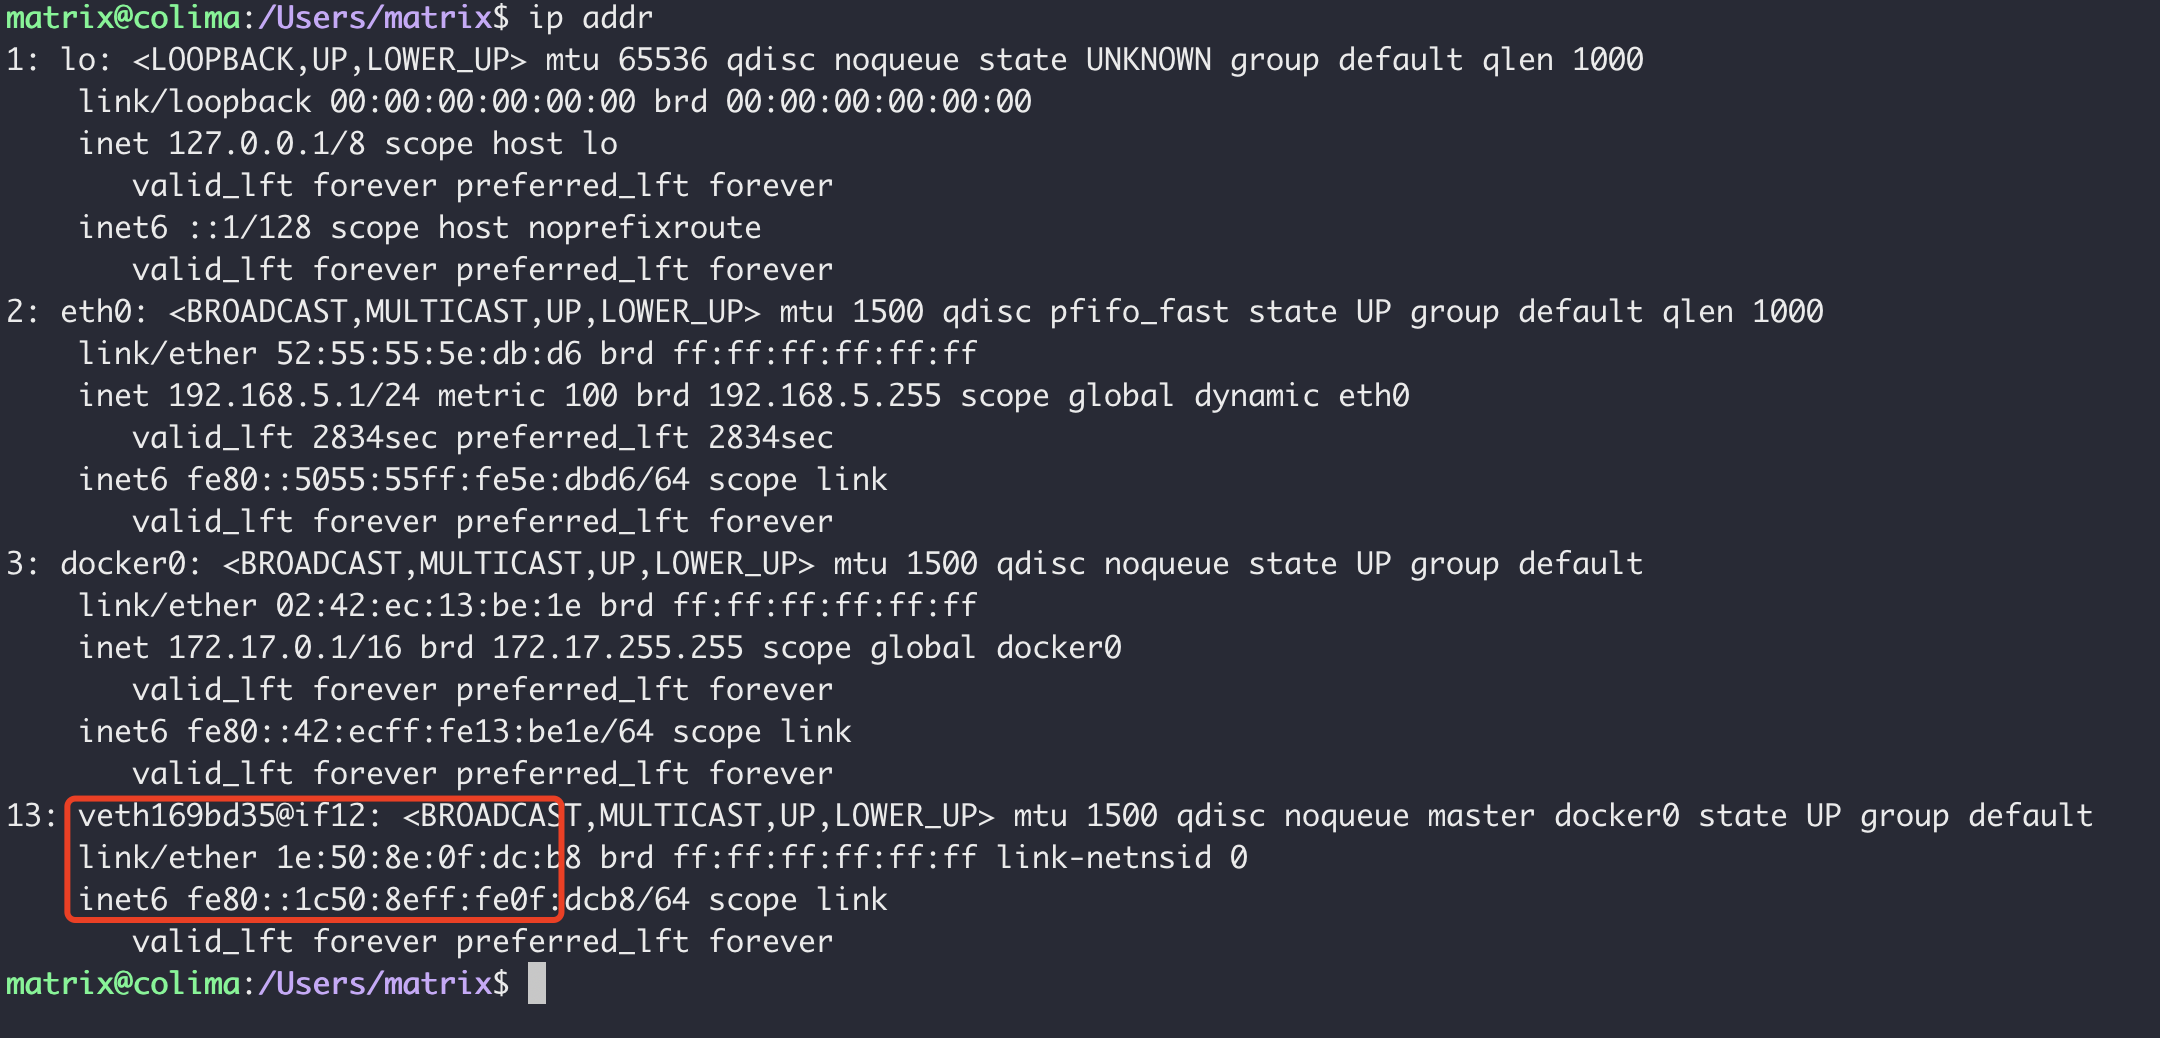 matrix@colima:/Users/matrix$ ip addr
1: lo: <LOOPBACK,UP,LOWER_UP> mtu 65536 qdisc noqueue state UNKNOWN group default qlen 1000
    link/loopback 00:00:00:00:00:00 brd 00:00:00:00:00:00
    inet 127.0.0.1/8 scope host lo
       valid_lft forever preferred_lft forever
    inet6 ::1/128 scope host noprefixroute
       valid_lft forever preferred_lft forever
2: eth0: <BROADCAST,MULTICAST,UP,LOWER_UP> mtu 1500 qdisc pfifo_fast state UP group default qlen 1000
    link/ether 52:55:55:5e:db:d6 brd ff:ff:ff:ff:ff:ff
    inet 192.168.5.1/24 metric 100 brd 192.168.5.255 scope global dynamic eth0
       valid_lft 2834sec preferred_lft 2834sec
    inet6 fe80::5055:55ff:fe5e:dbd6/64 scope link
       valid_lft forever preferred_lft forever
3: docker0: <BROADCAST,MULTICAST,UP,LOWER_UP> mtu 1500 qdisc noqueue state UP group default
    link/ether 02:42:ec:13:be:1e brd ff:ff:ff:ff:ff:ff
    inet 172.17.0.1/16 brd 172.17.255.255 scope global docker0
       valid_lft forever preferred_lft forever
    inet6 fe80::42:ecff:fe13:be1e/64 scope link
       valid_lft forever preferred_lft forever
13: veth169bd35@if12: <BROADCAST,MULTICAST,UP,LOWER_UP> mtu 1500 qdisc noqueue master docker0 state UP group default
    link/ether 1e:50:8e:0f:dc:b8 brd ff:ff:ff:ff:ff:ff link-netnsid 0
    inet6 fe80::1c50:8eff:fe0f:dcb8/64 scope link
       valid_lft forever preferred_lft forever
matrix@colima:/Users/matrix$